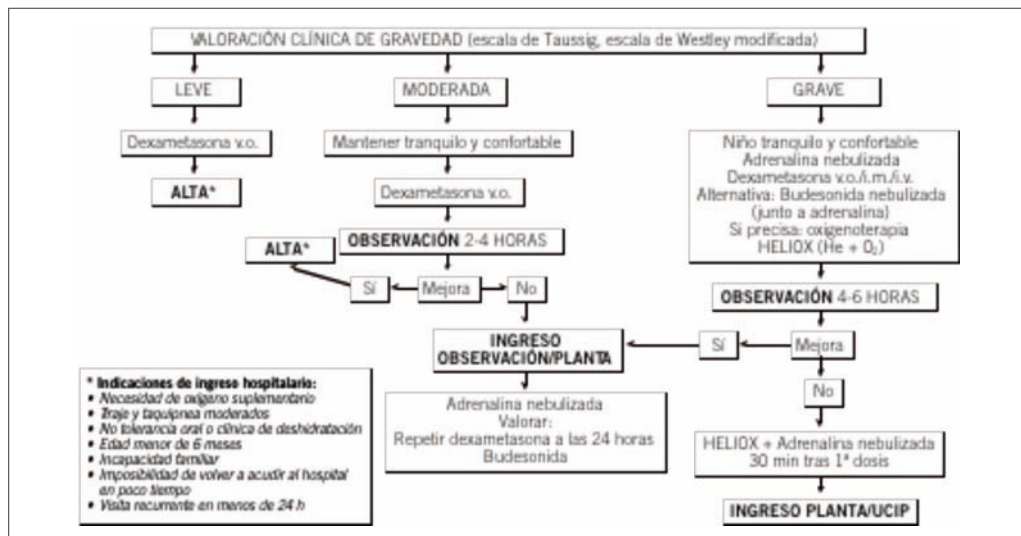 VALORACIÓN CLÍNICA DE GRAVEDAD (escala de Taussig, escala de Westley modificada)
LEVE
Dexametasona v.o.
ALTA*
MODERADA
Mantener tranquilo y confortable
Dexametasona v.o.
OBSERVACIÓN 2-4 HORAS
Mejora
Sí
ALTA*
No
GRAVE
Niño tranquilo y confortable
Adrenalina nebulizada
Dexametasona v.o./i.m./i.v.
Alternativa: Budesonida nebulizada
(junto a adrenalina)
Si precisa: oxigenoterapia
HELIOX (He + O₂)
OBSERVACIÓN 4-6 HORAS
Mejora
Sí
INGRESO
OBSERVACIÓN/PLANTA
Adrenalina nebulizada
Valorar:
Repetir dexametasona a las 24 horas
Budesonida
No
HELIOX + Adrenalina nebulizada
30 min tras 1ª dosis
INGRESO PLANTA/UCIP
* Indicaciones de ingreso hospitalario:
• Necesidad de oxígeno suplementario
• Tiraje y taquipnea moderados
• No tolerancia oral o clínica de deshidratación
• Edad menor de 6 meses
• Incapacidad familiar
• Imposibilidad de volver a acudir al hospital
en poco tiempo
• Visita recurrente en menos de 24 h